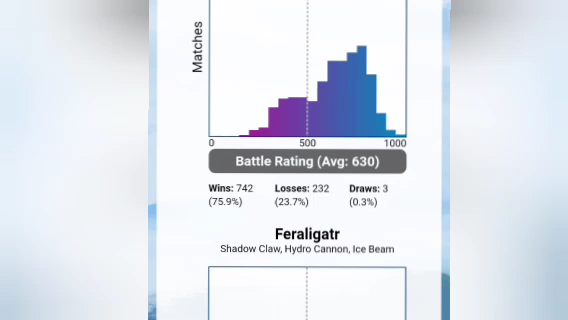 Matches
0 500 1000
Battle Rating (Avg: 630)
Wins: 742 Losses: 232 Draws: 3
(75.9%) (23.7%) (0.3%)
Feraligatr
Shadow Claw, Hydro Cannon, Ice Beam